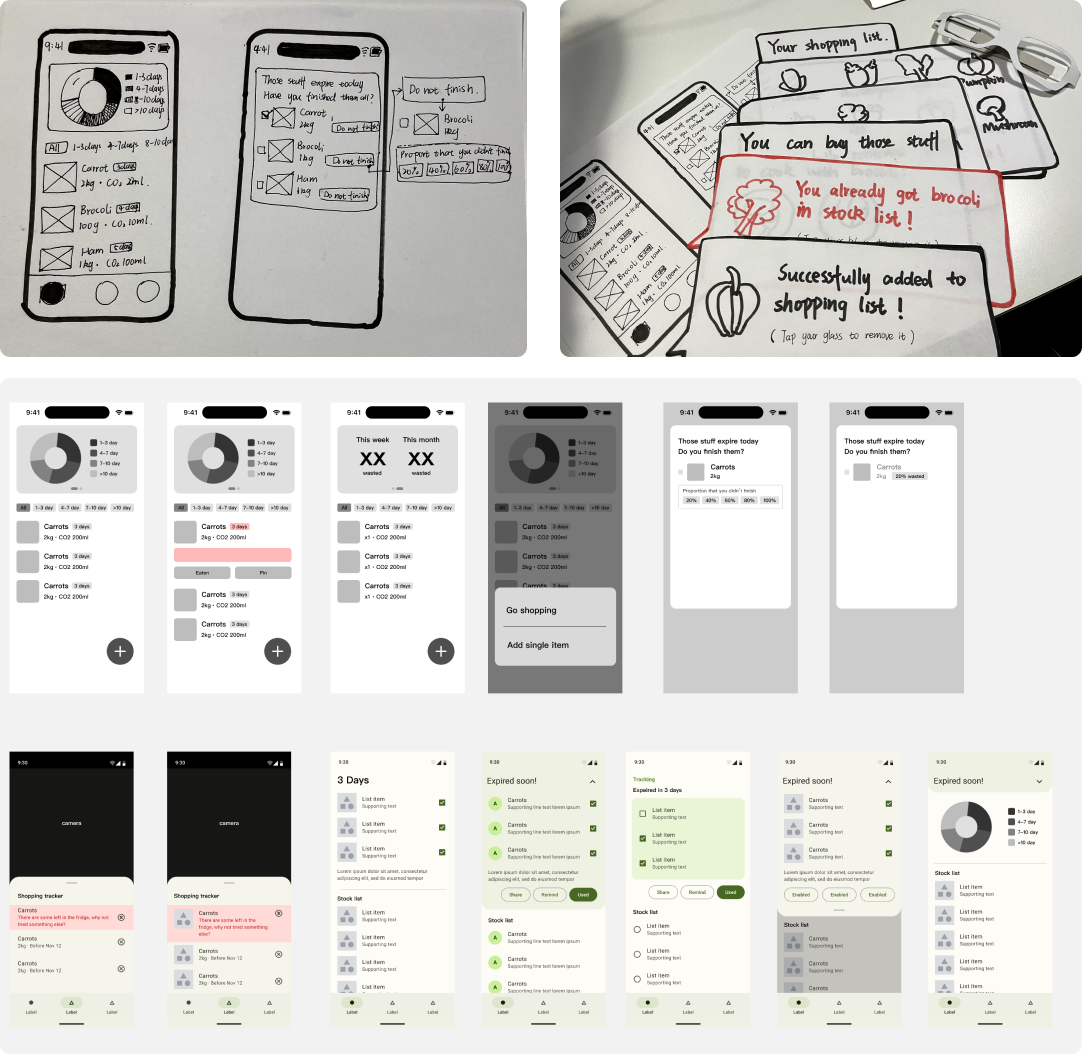 9:41
1-3days
4-7days
8-10days
>10days
All 1-3days 4-7days 8-10days
Carrot 3days
2kg · CO₂ 2ml.
Brocoli 4day
100g · CO₂ 10ml.
Ham 5day
1kg · CO₂ 100ml
9:41
Those stuff expire today
Have you finished them all?
Carrot
2kg
Do not finish
Brocoli
1kg
Do not finish
Ham
1kg
Do not finish
Do not finish.
Brocoli
1kg
20% 40% 60% 80%
Your shopping list.
Pumpkin
Mushroom
You can buy those stuff
You already got brocoli
in stock list!
Successfully added to
shopping list!
(Tap your glass to remove it)
9:41
1–3 day
4–7 day
7–10 day
>10 day
All 1–3 day 4–7 day 7–10 day >10 day
Carrots 3 days
2kg · CO2 200ml
Carrots 3 days
2kg · CO2 200ml
Carrots 3 days
2kg · CO2 200ml
9:41
1–3 day
4–7 day
7–10 day
>10 day
All 1–3 day 4–7 day 7–10 day >10 day
Carrots 3 days
2kg · CO2 200ml
Eaten Pin
Carrots 3 days
2kg · CO2 200ml
Carrots 3 days
2kg · CO2 200ml
9:41
This week This month
XX XX
wasted wasted
All 1–3 day 4–7 day 7–10 day >10 day
Carrots 3 days
x1 · CO2 200ml
Carrots 3 days
x1 · CO2 200ml
Carrots 3 days
x1 · CO2 200ml
9:41
1–3 day
4–7 day
7–10 day
>10 day
All 1–3 day 4–7 day 7–10 day >10 day
Carrots 3 days
2kg · CO2 200ml
Carrots 3 days
2kg · CO2 200ml
Carrots 3 days
Go shopping
Add single item
9:41
Those stuff expire today
Do you finish them?
Carrots
2kg
Proportion that you didn't finish
20% 40% 60% 80% 100%
9:41
Those stuff expire today
Do you finish them?
Carrots
2kg 20% wasted
9:30
camera
Shopping tracker
Carrots
There are some left in the fridge, why not
tried something else?
Carrots
2kg · Before Nov 12
Carrots
2kg · Before Nov 12
Label Label Label
9:30
camera
Shopping tracker
Carrots
There are some left in the
fridge, why not tried something
else?
Carrots
2kg · Before Nov 12
Carrots
2kg · Before Nov 12
Label Label Label
9:30
3 Days
List item
Supporting text
List item
Supporting text
List item
Supporting text
Lorem ipsum dolor sit amet, consectetur
adipiscing elit, sed do eiusmod tempor
Stock list
List item
Supporting text
List item
Supporting text
List item
Supporting text
List item
Label Label Label
9:30
Expired soon!
A Carrots
Supporting line text lorem ipsum
A Carrots
Supporting line text lorem ipsum
A Carrots
Supporting line text lorem ipsum
Lorem ipsum dolor sit amet, consectetur
adipiscing elit, sed do eiusmod tempor
Share Remind Used
Stock list
A Carrots
Supporting line text lorem ipsum
A Carrots
Supporting line text lorem ipsum
A Carrots
Label Label Label
9:30
Tracking
Expeired in 3 days
List item
Supporting text
List item
Supporting text
List item
Supporting text
Share Remind Used
Stock list
List item
Supporting text
List item
Supporting text
List item
Supporting text
Label Label Label
9:30
Expired soon!
Carrots
Supporting text
Carrots
Supporting text
Carrots
Supporting text
Lorem ipsum dolor sit amet, consectetur
adipiscing elit, sed do eiusmod tempor
Enabled Enabled Enabled
Stock list
Carrots
Supporting text
Carrots
Supporting text
Carrots
Label Label Label
9:30
Expired soon!
1–3 day
4–7 day
7–10 day
>10 day
Stock list
List item
Supporting text
List item
Supporting text
List item
Supporting text
List item
Supporting text
List item
Supporting text
Label Label Label